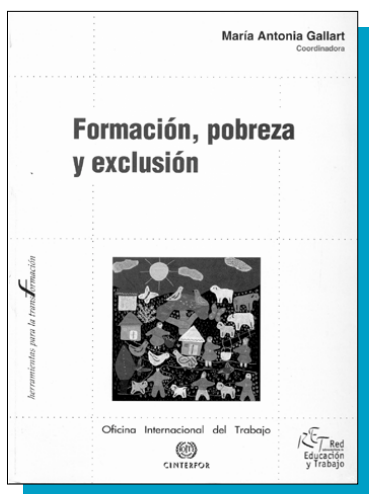 María Antonia Gallart
Coordinadora
Formación, pobreza
y exclusión
herramientas para la transformación
Oficina Internacional del Trabajo
CINTERFOR
RET Red
Educación
y Trabajo